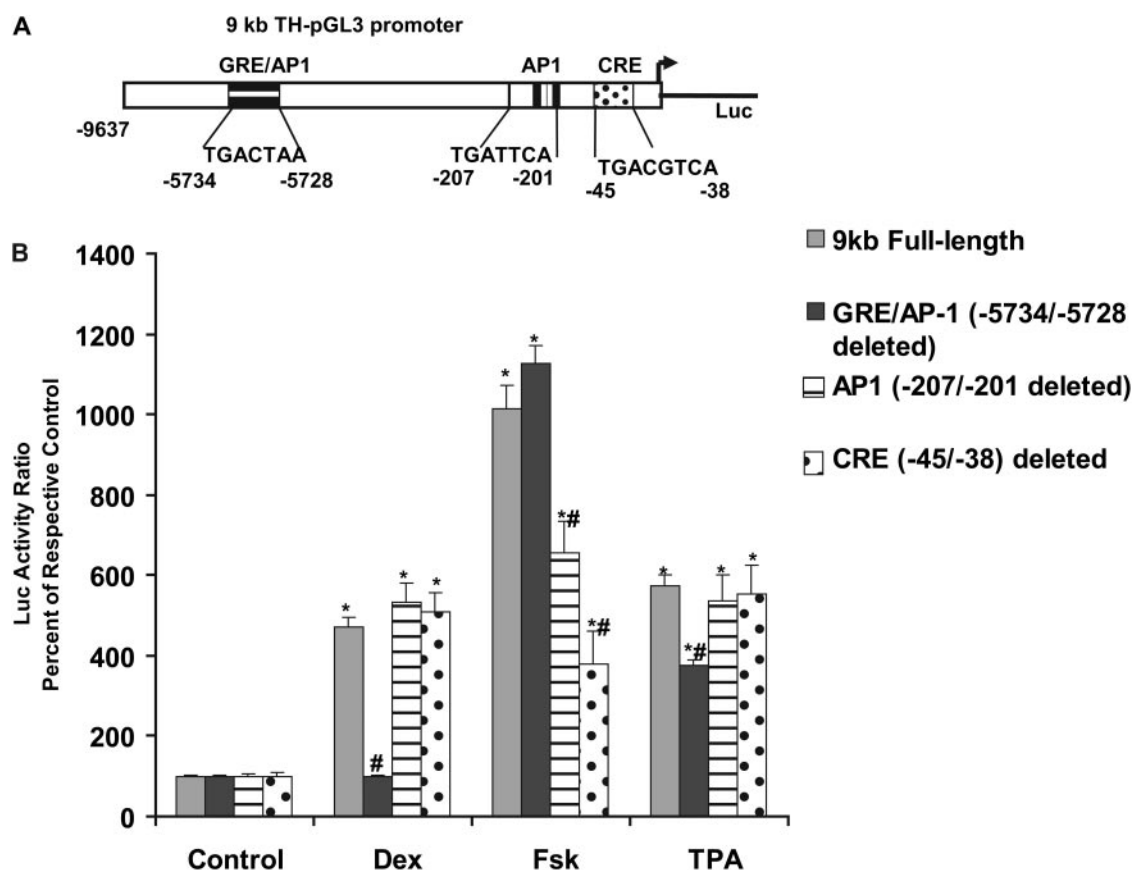 A
9 kb TH-pGL3 promoter
GRE/AP1
AP1
CRE
Luc
-9637
TGACTAA
TGATTCA
TGACGTCA
-5734
-5728
-207
-201
-45
-38
B
Luc Activity Ratio
Percent of Respective Control
1400
1200
1000
800
600
400
200
0
*
#
*
*
*
*
*#
*#
*
*#
*
*
Control
Dex
Fsk
TPA
9kb Full-length
GRE/AP-1 (-5734/-5728
deleted)
AP1 (-207/-201 deleted)
CRE (-45/-38) deleted